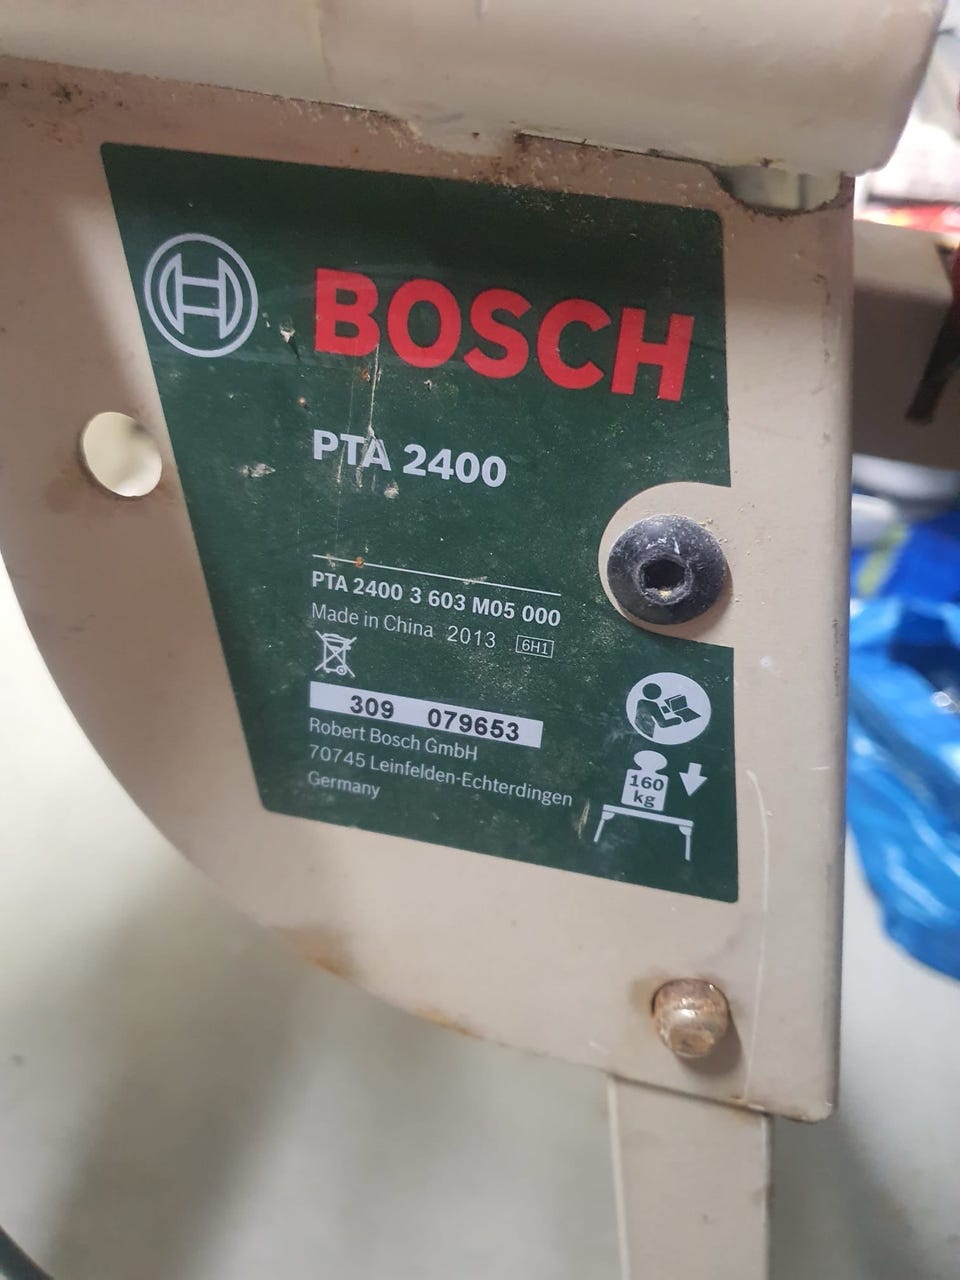 BOSCH
PTA 2400
PTA 2400 3 603 M05 000
Made in China 2013 6H1
309 079653
Robert Bosch GmbH
70745 Leinfelden-Echterdingen
Germany
160
kg